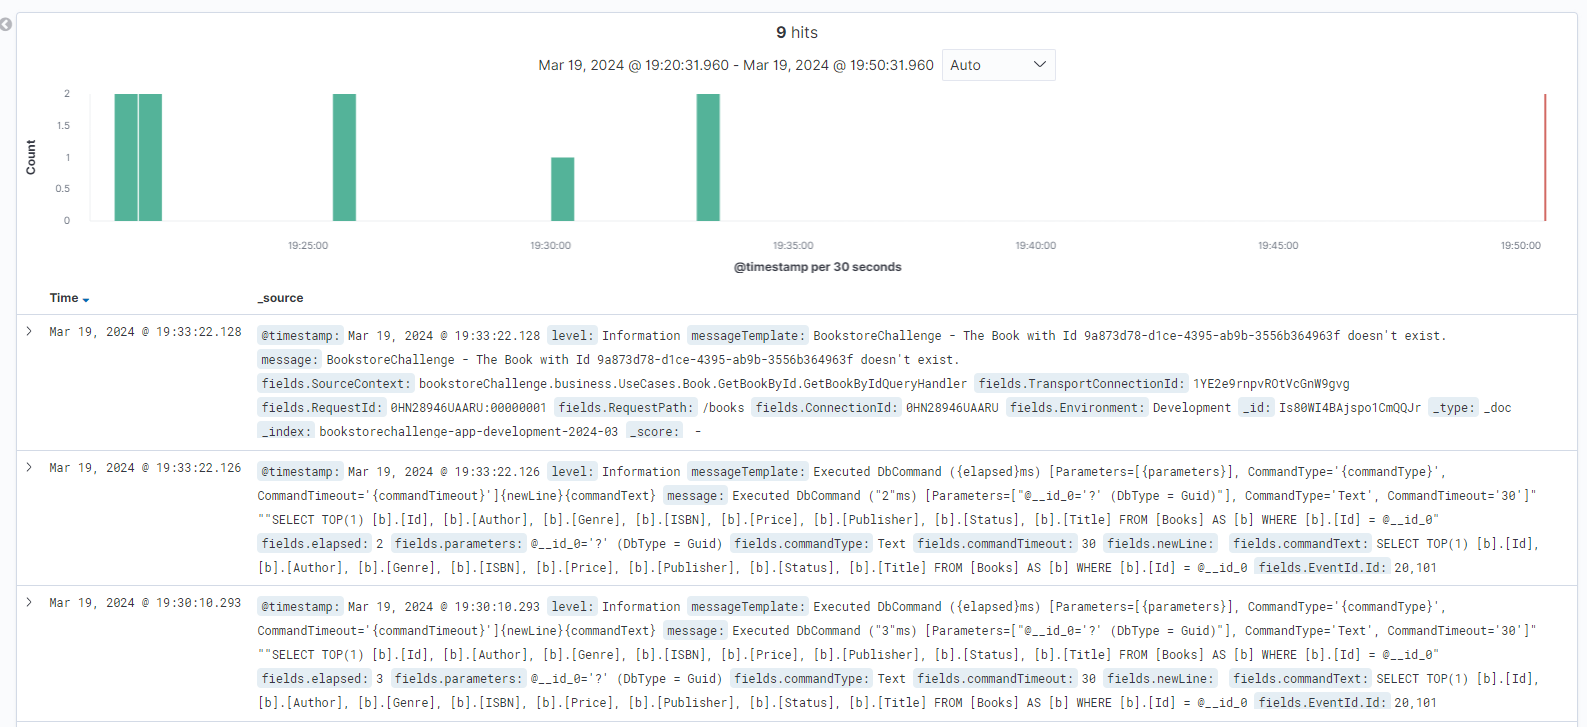 9 hits
Mar 19, 2024 @ 19:20:31.960 - Mar 19, 2024 @ 19:50:31.960 Auto
Count
2
1.5
1
0.5
0
19:25:00 19:30:00 19:35:00 19:40:00 19:45:00 19:50:00
@timestamp per 30 seconds
Time _source
Mar 19, 2024 @ 19:33:22.128 @timestamp: Mar 19, 2024 @ 19:33:22.128 level: Information messageTemplate: BookstoreChallenge - The Book with Id 9a873d78-d1ce-4395-ab9b-3556b364963f doesn't exist.
message: BookstoreChallenge - The Book with Id 9a873d78-d1ce-4395-ab9b-3556b364963f doesn't exist.
fields.SourceContext: bookstoreChallenge.business.UseCases.Book.GetBookById.GetBookByIdQueryHandler fields.TransportConnectionId: 1YE2e9rnpvROtVcGnW9gvg
fields.RequestId: 0HN28946UAARU:00000001 fields.RequestPath: /books fields.ConnectionId: 0HN28946UAARU fields.Environment: Development _id: Is80WI4BAjspo1CmQQJr _type: _doc
_index: bookstorechallenge-app-development-2024-03 _score: -
Mar 19, 2024 @ 19:33:22.126 @timestamp: Mar 19, 2024 @ 19:33:22.126 level: Information messageTemplate: Executed DbCommand ({elapsed}ms) [Parameters=[{parameters}], CommandType='{commandType}',
CommandTimeout='{commandTimeout}']{newLine}{commandText} message: Executed DbCommand ("2"ms) [Parameters=["@__id_0='?' (DbType = Guid)"], CommandType='Text', CommandTimeout='30']"
""SELECT TOP(1) [b].[Id], [b].[Author], [b].[Genre], [b].[ISBN], [b].[Price], [b].[Publisher], [b].[Status], [b].[Title] FROM [Books] AS [b] WHERE [b].[Id] = @__id_0"
fields.elapsed: 2 fields.parameters: @__id_0='?' (DbType = Guid) fields.commandType: Text fields.commandTimeout: 30 fields.newLine: fields.commandText: SELECT TOP(1) [b].[Id],
[b].[Author], [b].[Genre], [b].[ISBN], [b].[Price], [b].[Publisher], [b].[Status], [b].[Title] FROM [Books] AS [b] WHERE [b].[Id] = @__id_0 fields.EventId.Id: 20,101
Mar 19, 2024 @ 19:30:10.293 @timestamp: Mar 19, 2024 @ 19:30:10.293 level: Information messageTemplate: Executed DbCommand ({elapsed}ms) [Parameters=[{parameters}], CommandType='{commandType}',
CommandTimeout='{commandTimeout}']{newLine}{commandText} message: Executed DbCommand ("3"ms) [Parameters=["@__id_0='?' (DbType = Guid)"], CommandType='Text', CommandTimeout='30']"
""SELECT TOP(1) [b].[Id], [b].[Author], [b].[Genre], [b].[ISBN], [b].[Price], [b].[Publisher], [b].[Status], [b].[Title] FROM [Books] AS [b] WHERE [b].[Id] = @__id_0"
fields.elapsed: 3 fields.parameters: @__id_0='?' (DbType = Guid) fields.commandType: Text fields.commandTimeout: 30 fields.newLine: fields.commandText: SELECT TOP(1) [b].[Id],
[b].[Author], [b].[Genre], [b].[ISBN], [b].[Price], [b].[Publisher], [b].[Status], [b].[Title] FROM [Books] AS [b] WHERE [b].[Id] = @__id_0 fields.EventId.Id: 20,101